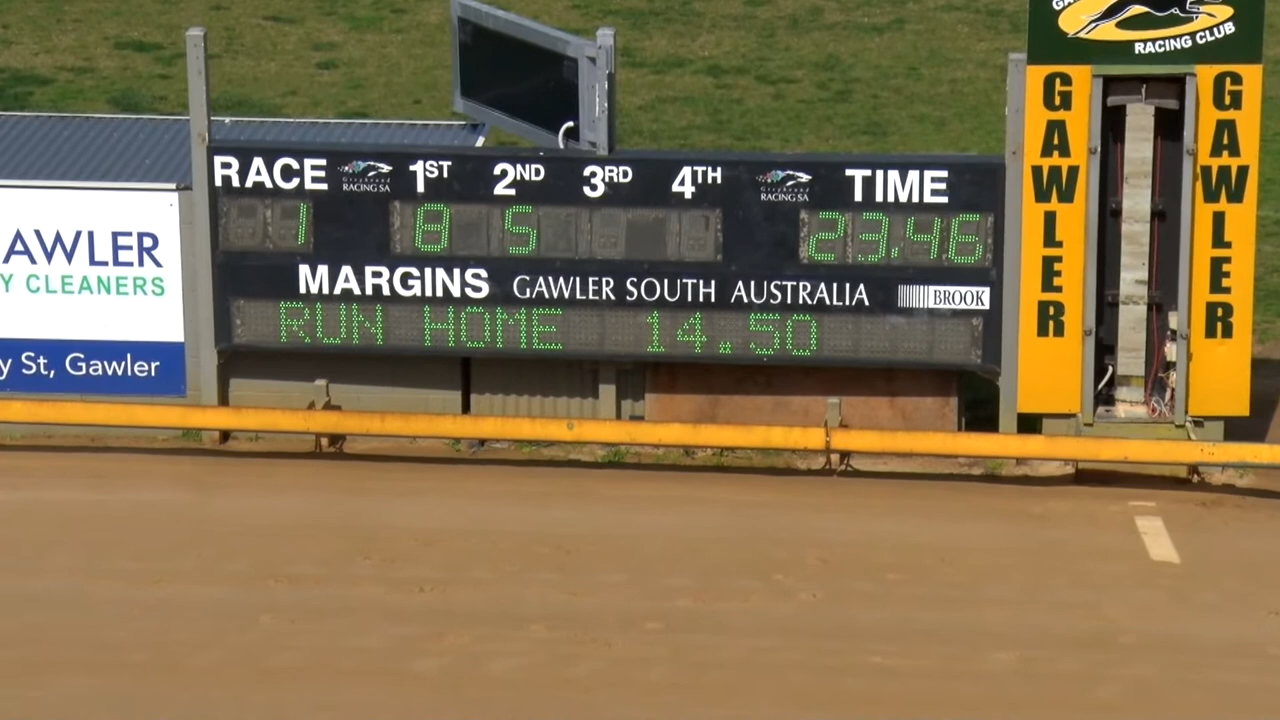 RACING CLUB
GAWLER
GAWLER
RACE 1ST 2ND 3RD 4TH TIME
Greyhound RACING SA
Greyhound RACING SA
1 8 5 23.46
MARGINS GAWLER SOUTH AUSTRALIA BROOK
RUN HOME 14.50
AWLER
Y CLEANERS
y St, Gawler